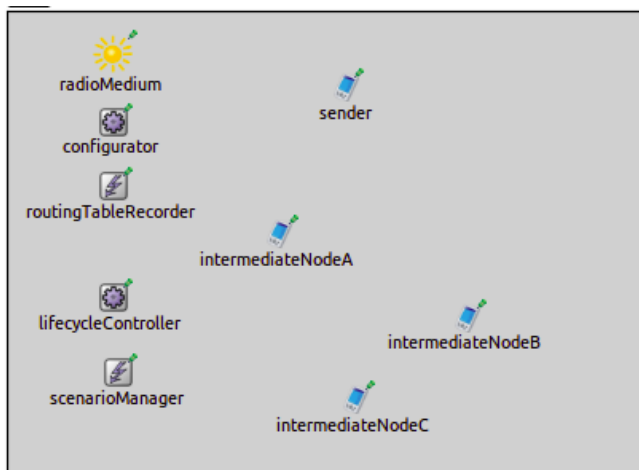 radioMedium
sender
configurator
routingTableRecorder
intermediateNodeA
lifecycleController
intermediateNodeB
scenarioManager
intermediateNodeC